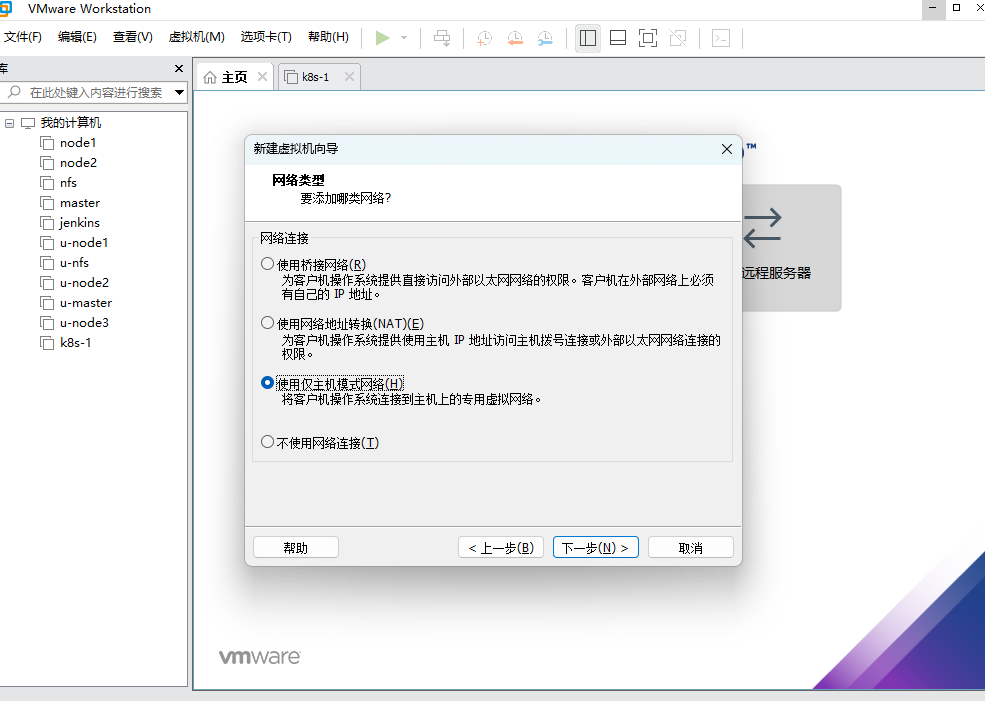 VMware Workstation
文件(F) 编辑(E) 查看(V) 虚拟机(M) 选项卡(T) 帮助(H)
库
在此处键入内容进行搜索
我的计算机
node1
node2
nfs
master
jenkins
u-node1
u-nfs
u-node2
u-master
u-node3
k8s-1
主页
k8s-1
™
新建虚拟机向导
网络类型
要添加哪类网络?
网络连接
使用桥接网络(R)
为客户机操作系统提供直接访问外部以太网网络的权限。客户机在外部网络上必须
有自己的 IP 地址。
使用网络地址转换(NAT)(E)
为客户机操作系统提供使用主机 IP 地址访问主机拨号连接或外部以太网网络连接的
权限。
使用仅主机模式网络(H)
将客户机操作系统连接到主机上的专用虚拟网络。
不使用网络连接(T)
帮助
< 上一步(B)
下一步(N) >
取消
远程服务器
vmware